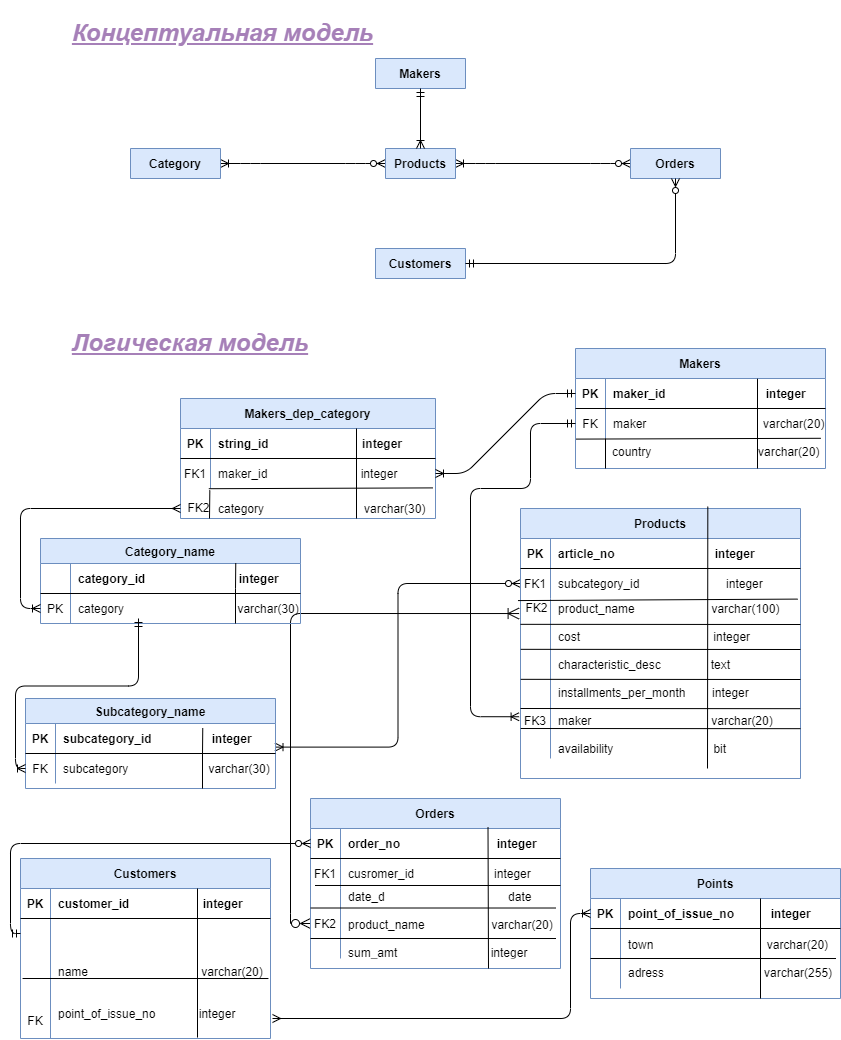 Концептуальная модель
Makers
Category
Products
Orders
Customers
Логическая модель
Makers
PK maker_id integer
FK maker varchar(20)
country varchar(20)
Makers_dep_category
PK string_id integer
FK1 maker_id integer
FK2 category varchar(30)
Products
PK article_no integer
FK1 subcategory_id integer
FK2 product_name varchar(100)
cost integer
characteristic_desc text
installments_per_month integer
FK3 maker varchar(20)
availability bit
Category_name
category_id integer
PK category varchar(30)
Subcategory_name
PK subcategory_id integer
FK subcategory varchar(30)
Orders
PK order_no integer
FK1 cusromer_id integer
date_d date
FK2 product_name varchar(20)
sum_amt integer
Customers
PK customer_id integer
name varchar(20)
FK point_of_issue_no integer
Points
PK point_of_issue_no integer
town varchar(20)
adress varchar(255)